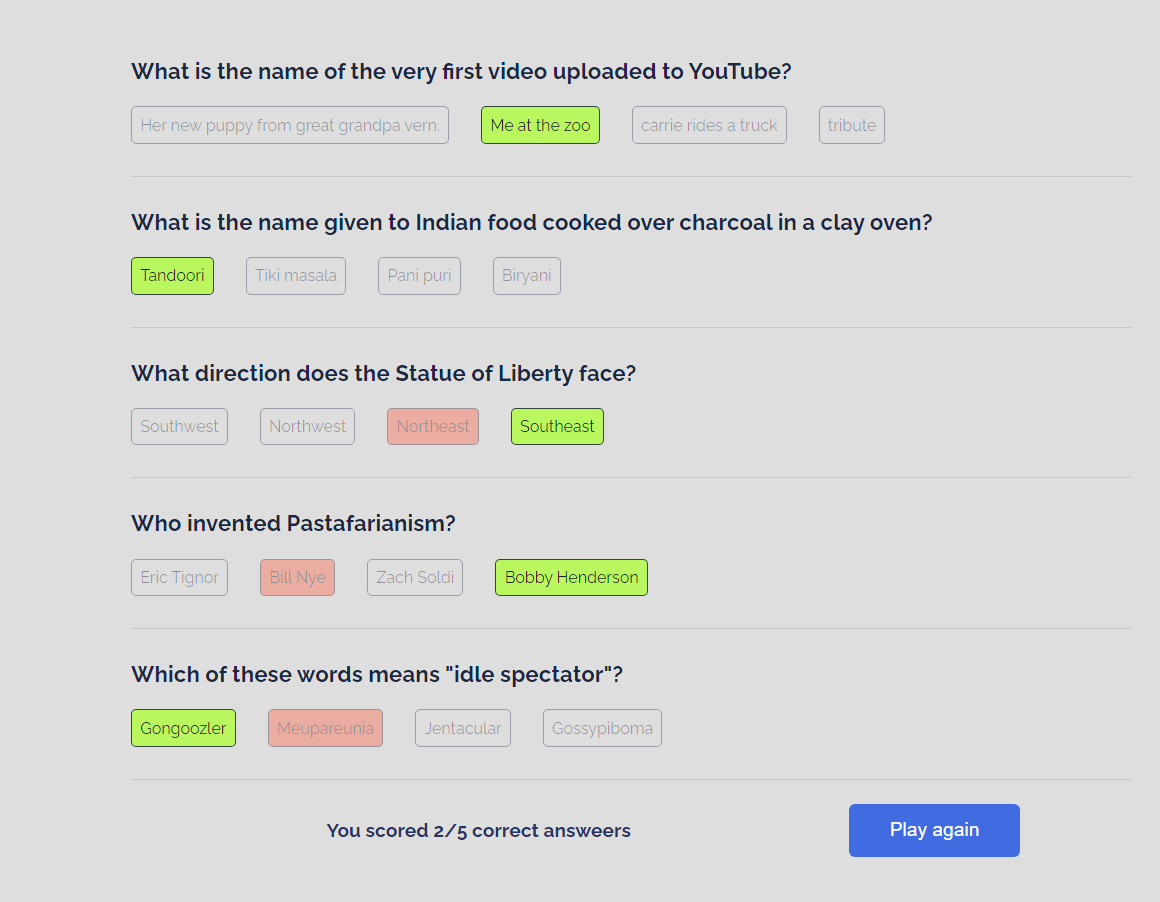 What is the name of the very first video uploaded to YouTube?
Her new puppy from great grandpa vern. Me at the zoo carrie rides a truck tribute
What is the name given to Indian food cooked over charcoal in a clay oven?
Tandoori Tiki masala Pani puri Biryani
What direction does the Statue of Liberty face?
Southwest Northwest Northeast Southeast
Who invented Pastafarianism?
Eric Tignor Bill Nye Zach Soldi Bobby Henderson
Which of these words means "idle spectator"?
Gongoozler Meupareunia Jentacular Gossypiboma
You scored 2/5 correct answeers Play again